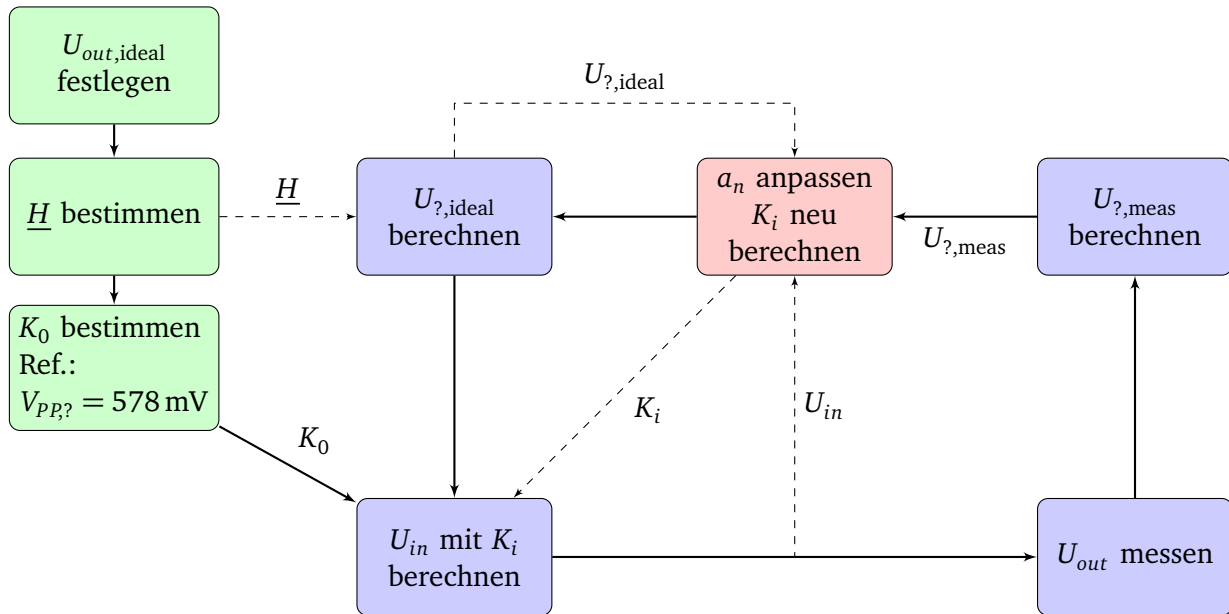 U_out,ideal
festlegen
U_?,ideal
H bestimmen
H
U_?,ideal
berechnen
a_n anpassen
K_i neu
berechnen
U_?,meas
berechnen
U_?,meas
K_0 bestimmen
Ref.:
V_PP,? = 578 mV
K_0
K_i
U_in
U_in mit K_i
berechnen
U_out messen